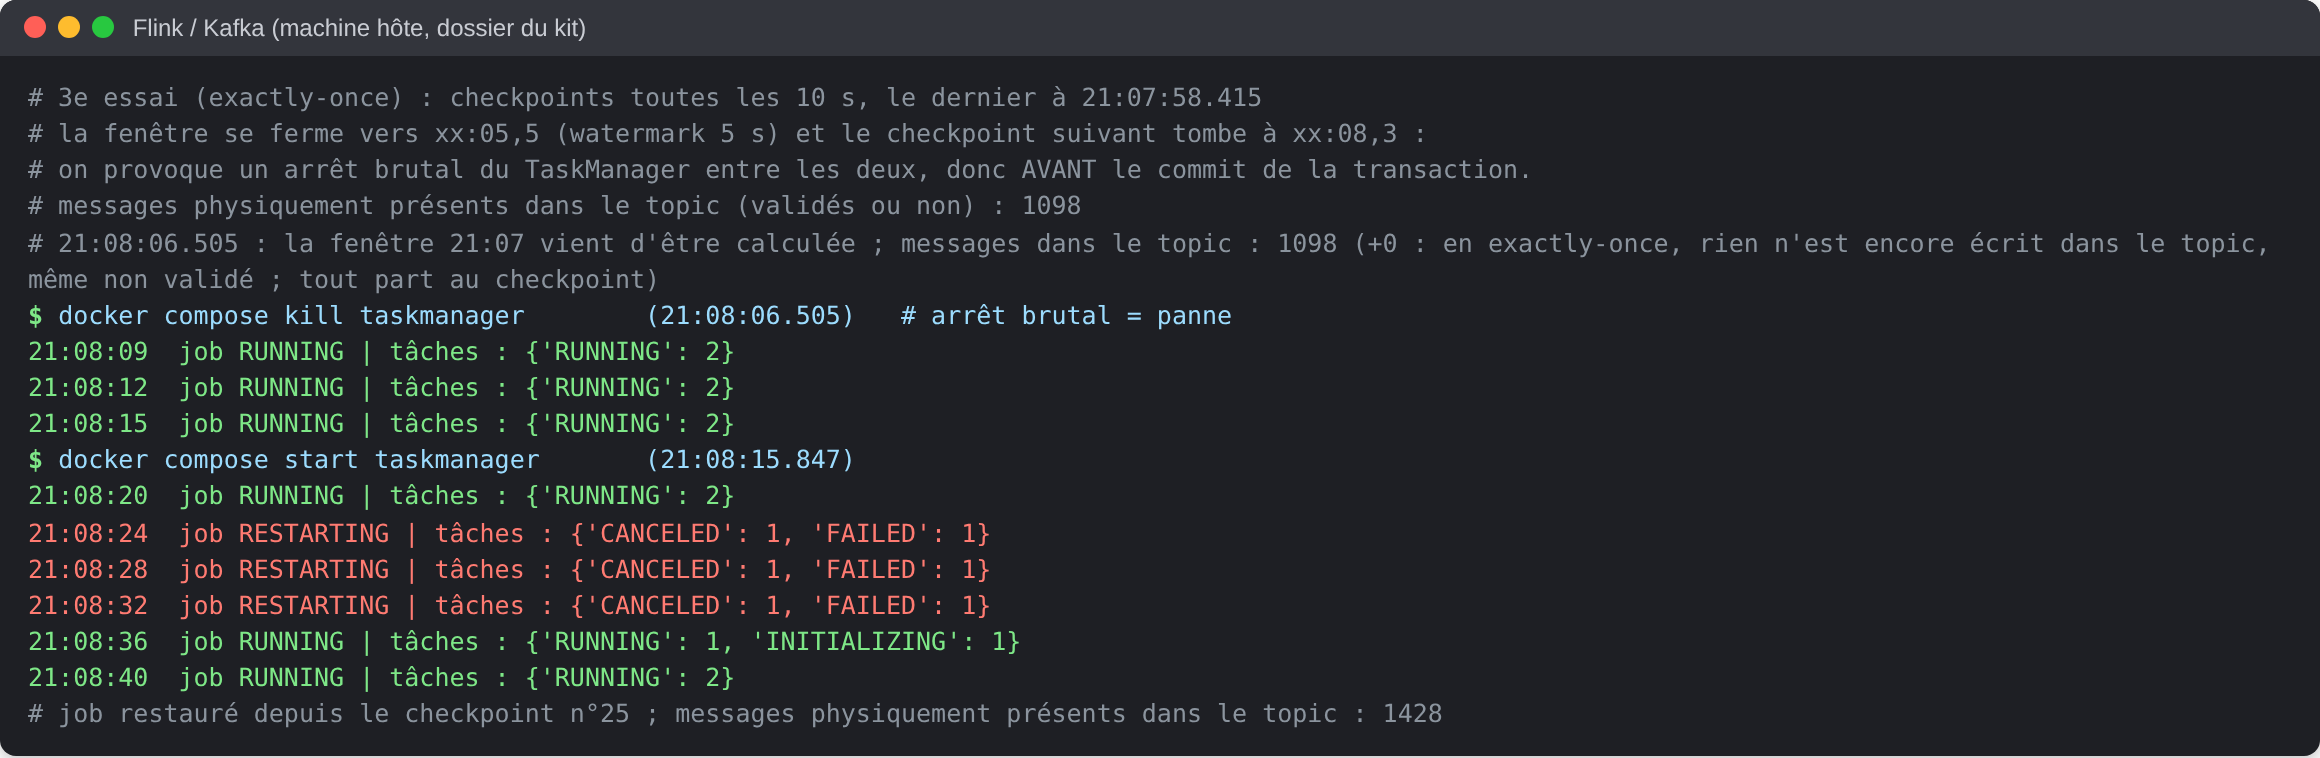 Flink / Kafka (machine hôte, dossier du kit)
# 3e essai (exactly-once) : checkpoints toutes les 10 s, le dernier à 21:07:58.415
# la fenêtre se ferme vers xx:05,5 (watermark 5 s) et le checkpoint suivant tombe à xx:08,3 :
# on provoque un arrêt brutal du TaskManager entre les deux, donc AVANT le commit de la transaction.
# messages physiquement présents dans le topic (validés ou non) : 1098
# 21:08:06.505 : la fenêtre 21:07 vient d'être calculée ; messages dans le topic : 1098 (+0 : en exactly-once, rien n'est encore écrit dans le topic,
même non validé ; tout part au checkpoint)
$ docker compose kill taskmanager        (21:08:06.505)   # arrêt brutal = panne
21:08:09  job RUNNING | tâches : {'RUNNING': 2}
21:08:12  job RUNNING | tâches : {'RUNNING': 2}
21:08:15  job RUNNING | tâches : {'RUNNING': 2}
$ docker compose start taskmanager       (21:08:15.847)
21:08:20  job RUNNING | tâches : {'RUNNING': 2}
21:08:24  job RESTARTING | tâches : {'CANCELED': 1, 'FAILED': 1}
21:08:28  job RESTARTING | tâches : {'CANCELED': 1, 'FAILED': 1}
21:08:32  job RESTARTING | tâches : {'CANCELED': 1, 'FAILED': 1}
21:08:36  job RUNNING | tâches : {'RUNNING': 1, 'INITIALIZING': 1}
21:08:40  job RUNNING | tâches : {'RUNNING': 2}
# job restauré depuis le checkpoint n°25 ; messages physiquement présents dans le topic : 1428